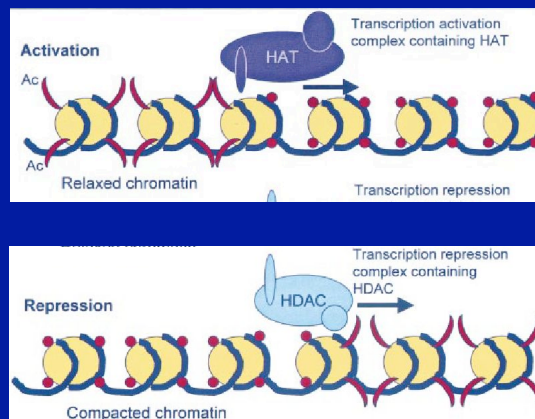 Transcription activation
complex containing HAT
Activation
HAT
Ac
Ac
Relaxed chromatin
Transcription repression
Transcription repression
complex containing
HDAC
HDAC
Repression
Compacted chromatin